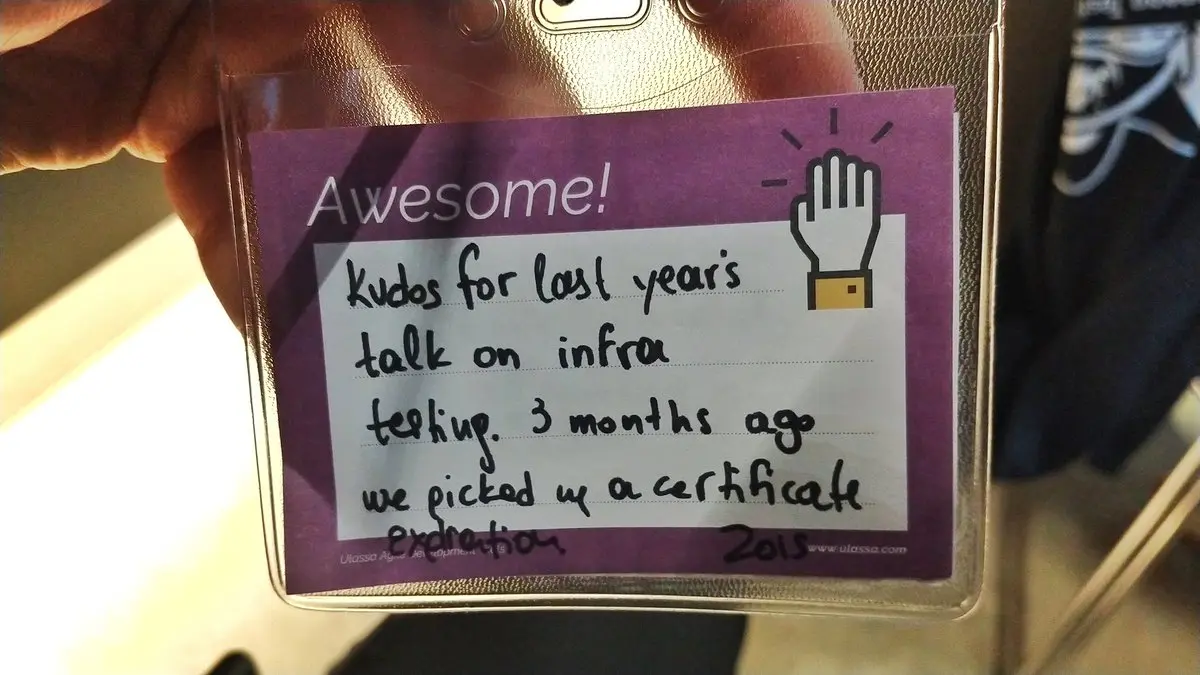 Awesome!
Kudos for last year's
talk on infra
testing. 3 months ago
we picked up a certificate
expiration 2015
Ulassa Agile Development www.ulassa.com